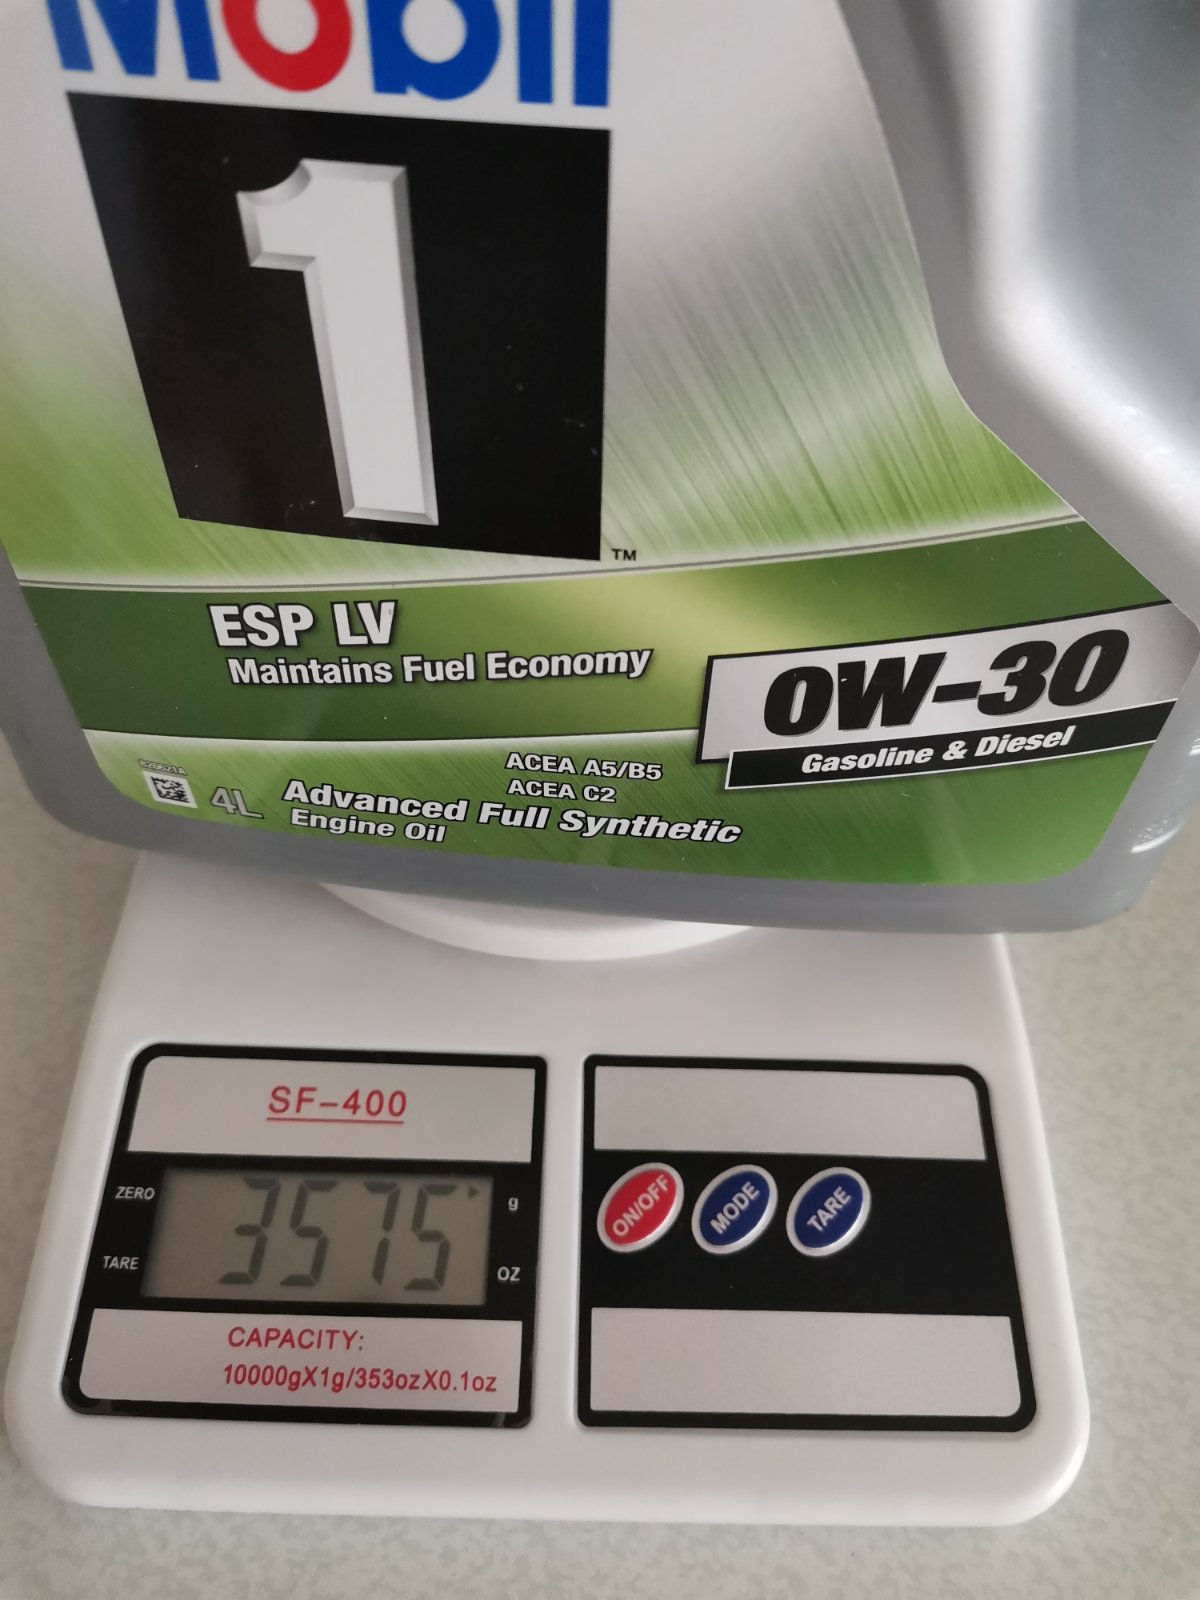 Mobil
1
TM
ESP LV
Maintains Fuel Economy
0W-30
Gasoline & Diesel
ACEA A5/B5
ACEA C2
4L
Advanced Full Synthetic
Engine Oil
SF-400
ZERO
TARE
3575
g
OZ
ON/OFF
MODE
TARE
CAPACITY:
10000gX1g/353ozX0.1oz